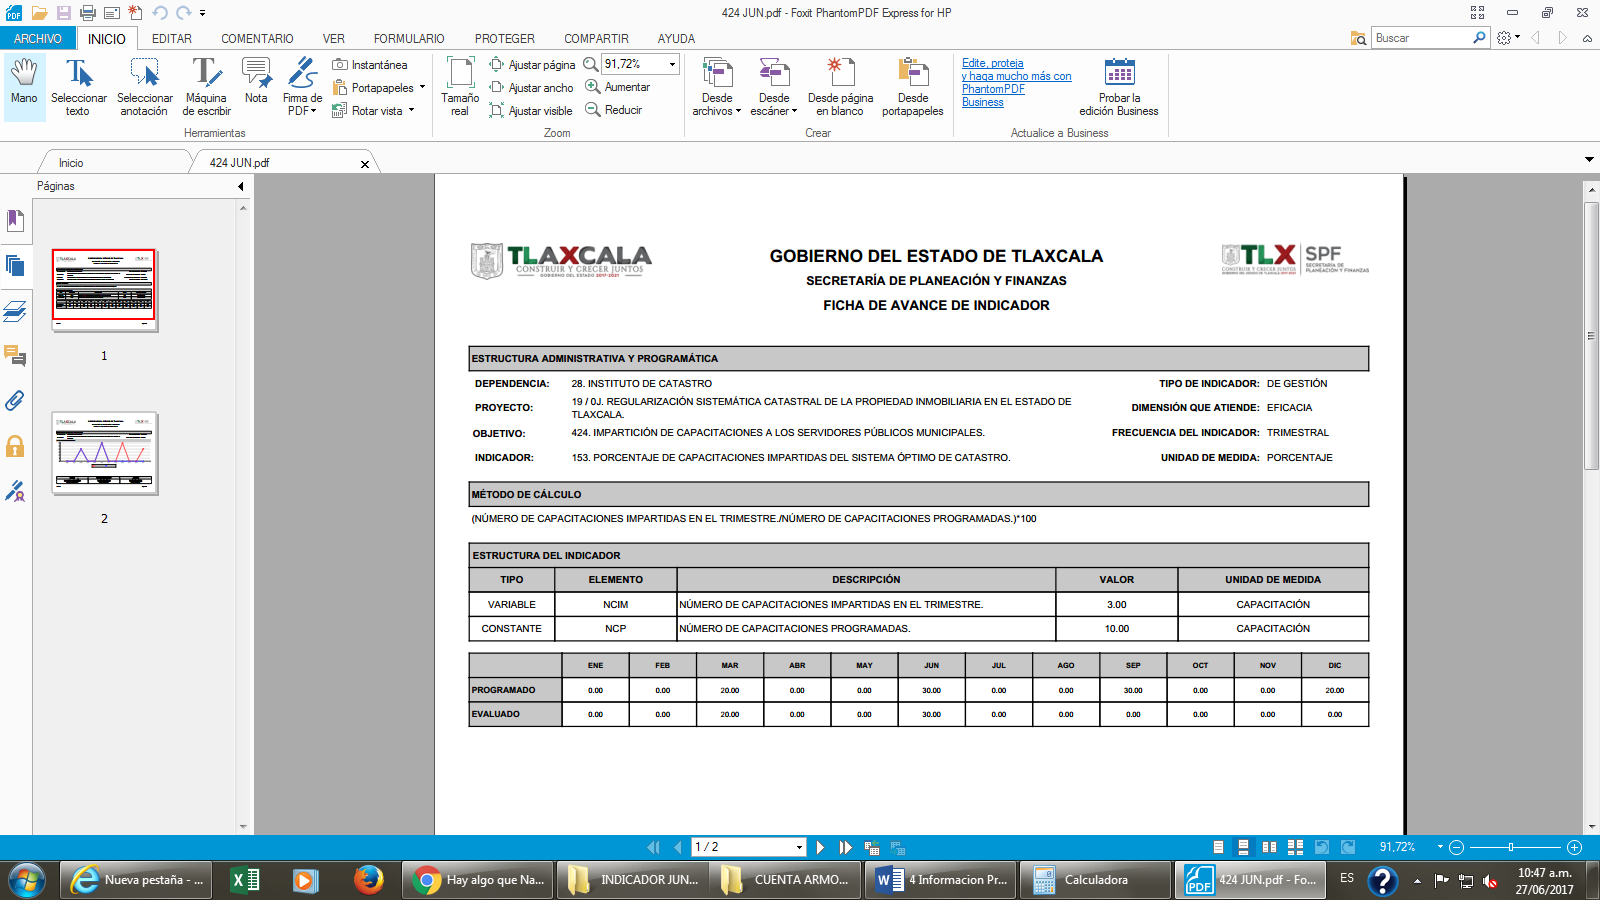 424 JUN.pdf - Foxit PhantomPDF Express for HP
ARCHIVO INICIO EDITAR COMENTARIO VER FORMULARIO PROTEGER COMPARTIR AYUDA
Buscar
Mano
Seleccionar texto
Seleccionar anotación
Máquina de escribir
Nota
Firma de PDF
Instantánea
Portapapeles
Rotar vista
Herramientas
Tamaño real
Ajustar página
Ajustar ancho
Ajustar visible
91,72%
Aumentar
Reducir
Zoom
Desde archivos
Desde escáner
Desde página en blanco
Desde portapapeles
Crear
Edite, proteja
y haga mucho más con
PhantomPDF
Business
Probar la edición Business
Actualice a Business
Inicio
424 JUN.pdf
Páginas
1
2
TLAXCALA
CONSTRUIR Y CRECER JUNTOS
GOBIERNO DEL ESTADO 2017-2021
GOBIERNO DEL ESTADO DE TLAXCALA
SECRETARÍA DE PLANEACIÓN Y FINANZAS
FICHA DE AVANCE DE INDICADOR
TLX
CONSTRUIR Y CRECER JUNTOS
SPF
SECRETARÍA DE
PLANEACIÓN Y FINANZAS
ESTRUCTURA ADMINISTRATIVA Y PROGRAMÁTICA
DEPENDENCIA: 28. INSTITUTO DE CATASTRO TIPO DE INDICADOR: DE GESTIÓN
PROYECTO: 19 / 0J. REGULARIZACIÓN SISTEMÁTICA CATASTRAL DE LA PROPIEDAD INMOBILIARIA EN EL ESTADO DE
TLAXCALA. DIMENSIÓN QUE ATIENDE: EFICACIA
OBJETIVO: 424. IMPARTICIÓN DE CAPACITACIONES A LOS SERVIDORES PÚBLICOS MUNICIPALES. FRECUENCIA DEL INDICADOR: TRIMESTRAL
INDICADOR: 153. PORCENTAJE DE CAPACITACIONES IMPARTIDAS DEL SISTEMA ÓPTIMO DE CATASTRO. UNIDAD DE MEDIDA: PORCENTAJE
MÉTODO DE CÁLCULO
(NÚMERO DE CAPACITACIONES IMPARTIDAS EN EL TRIMESTRE./NÚMERO DE CAPACITACIONES PROGRAMADAS.)*100
ESTRUCTURA DEL INDICADOR
TIPO ELEMENTO DESCRIPCIÓN VALOR UNIDAD DE MEDIDA
VARIABLE NCIM NÚMERO DE CAPACITACIONES IMPARTIDAS EN EL TRIMESTRE. 3.00 CAPACITACIÓN
CONSTANTE NCP NÚMERO DE CAPACITACIONES PROGRAMADAS. 10.00 CAPACITACIÓN
ENE FEB MAR ABR MAY JUN JUL AGO SEP OCT NOV DIC
PROGRAMADO 0.00 0.00 20.00 0.00 0.00 30.00 0.00 0.00 30.00 0.00 0.00 20.00
EVALUADO 0.00 0.00 20.00 0.00 0.00 30.00 0.00 0.00 0.00 0.00 0.00 0.00
1 / 2
91,72%
Nueva pestaña - ...
Hay algo que Na...
INDICADOR JUN...
CUENTA ARMO...
4 Informacion Pr...
Calculadora
424 JUN.pdf - Fo...
ES
10:47 a.m.
27/06/2017